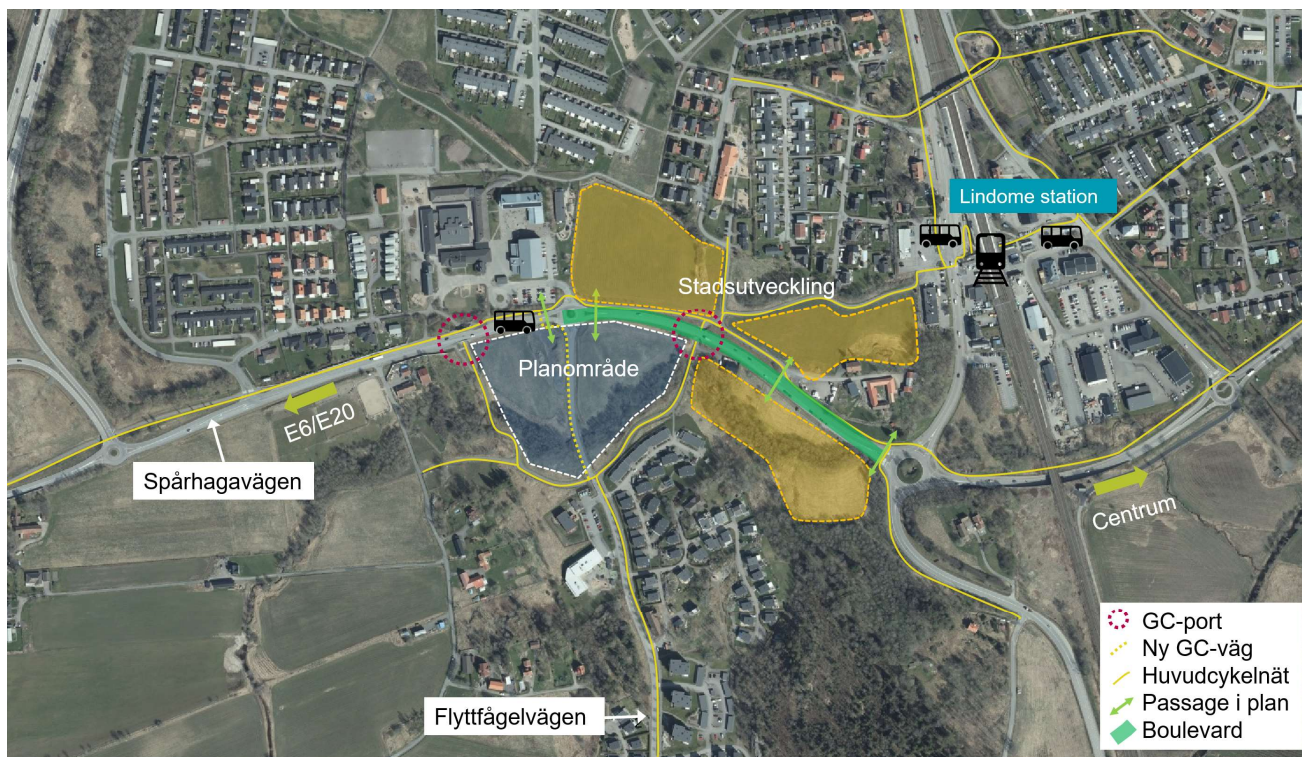 Lindome station
Stadsutveckling
Planområde
E6/E20
Spårhagavägen
Centrum
Flyttfågelvägen
GC-port
Ny GC-väg
Huvudcykelnät
Passage i plan
Boulevard